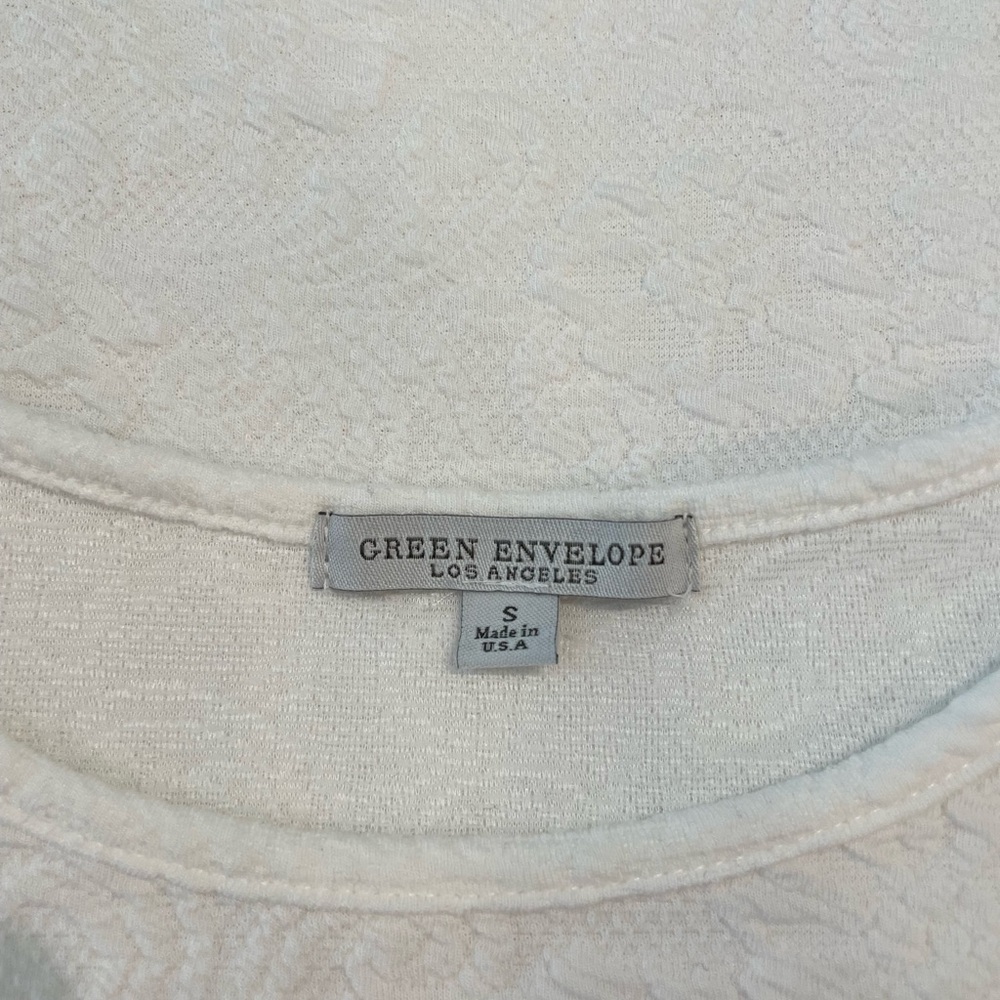 GREEN ENVELOPE
LOS ANGELES
S
Made in
U.S.A